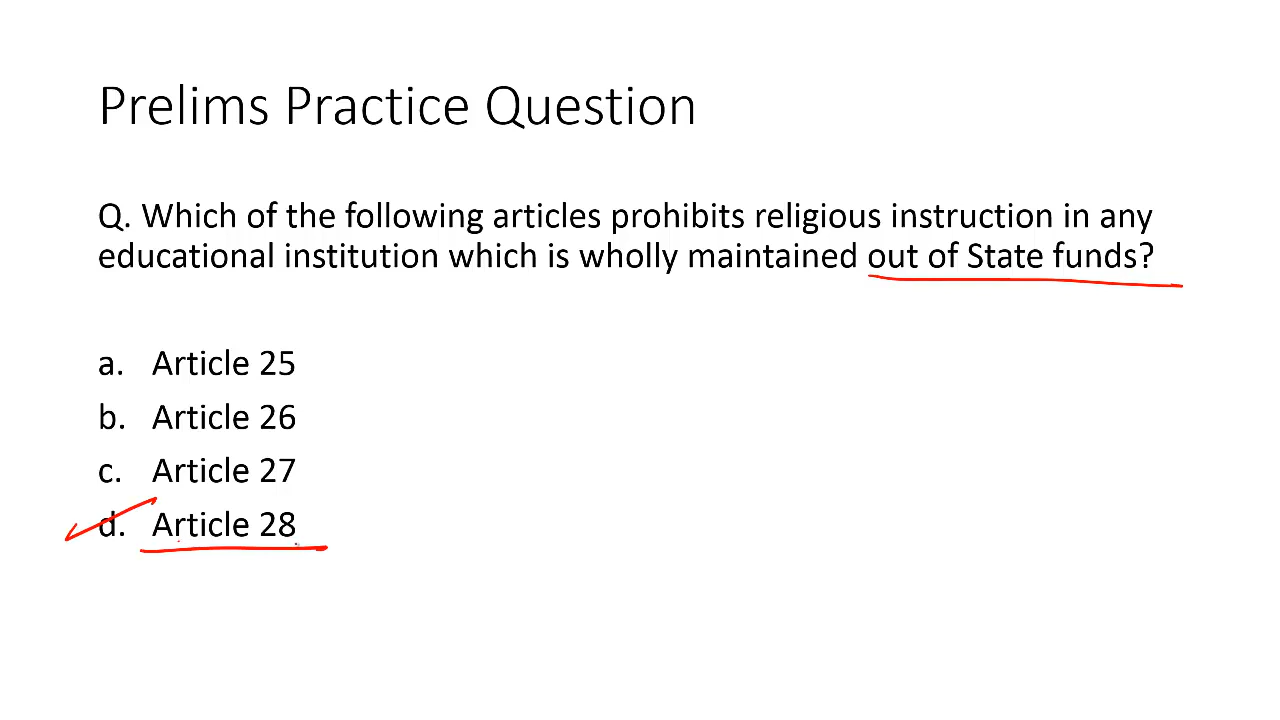 Prelims Practice Question
Q. Which of the following articles prohibits religious instruction in any
educational institution which is wholly maintained out of State funds?
a. Article 25
b. Article 26
c. Article 27
d. Article 28